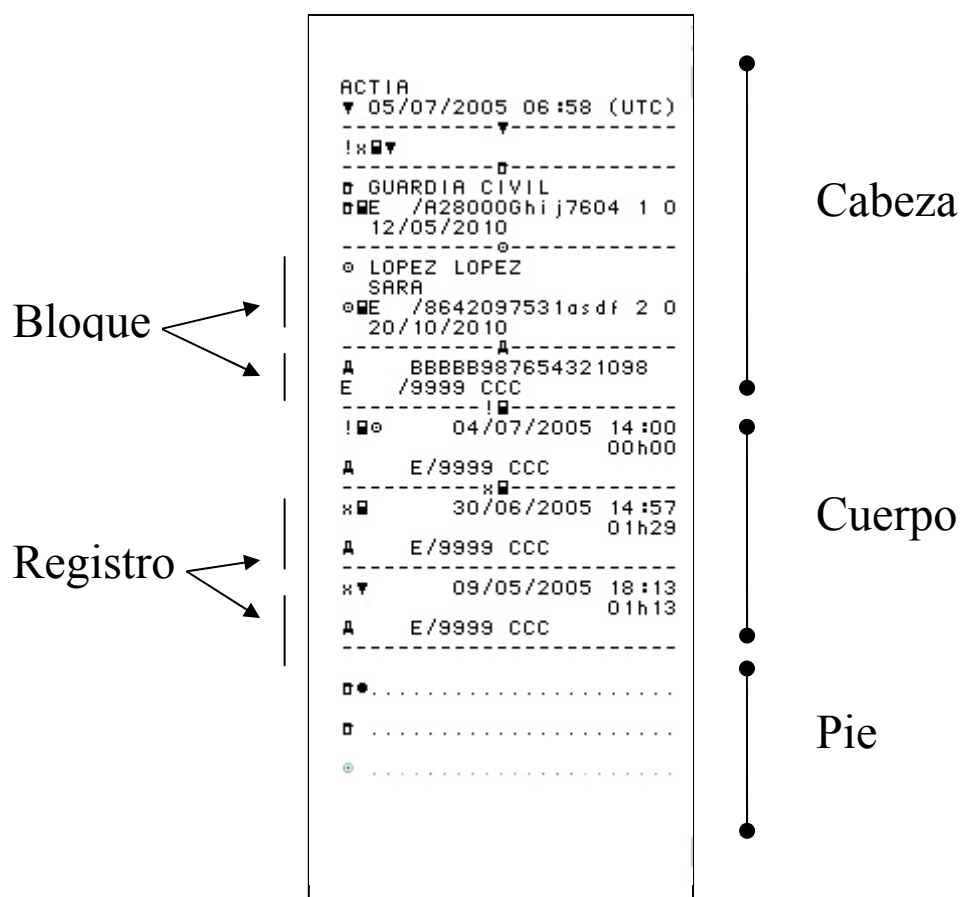 ACTIA
▼ 05/07/2005 06:58 (UTC)
!x▼
GUARDIA CIVIL
E /A28000Ghij7604 1 0
12/05/2010
⊙ LOPEZ LOPEZ
SARA
⊙E /8642097531asdf 2 0
20/10/2010
A BBBBB987654321098
E /9999 CCC
!⊙ 04/07/2005 14:00
00h00
A E/9999 CCC
x 30/06/2005 14:57
01h29
A E/9999 CCC
x▼ 09/05/2005 18:13
01h13
A E/9999 CCC
Bloque
Registro
Cabeza
Cuerpo
Pie